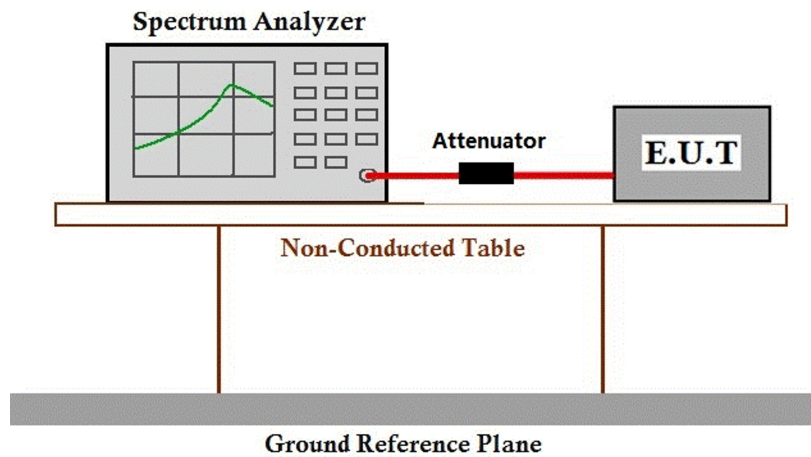 Spectrum Analyzer
Attenuator
E.U.T
Non-Conducted Table
Ground Reference Plane